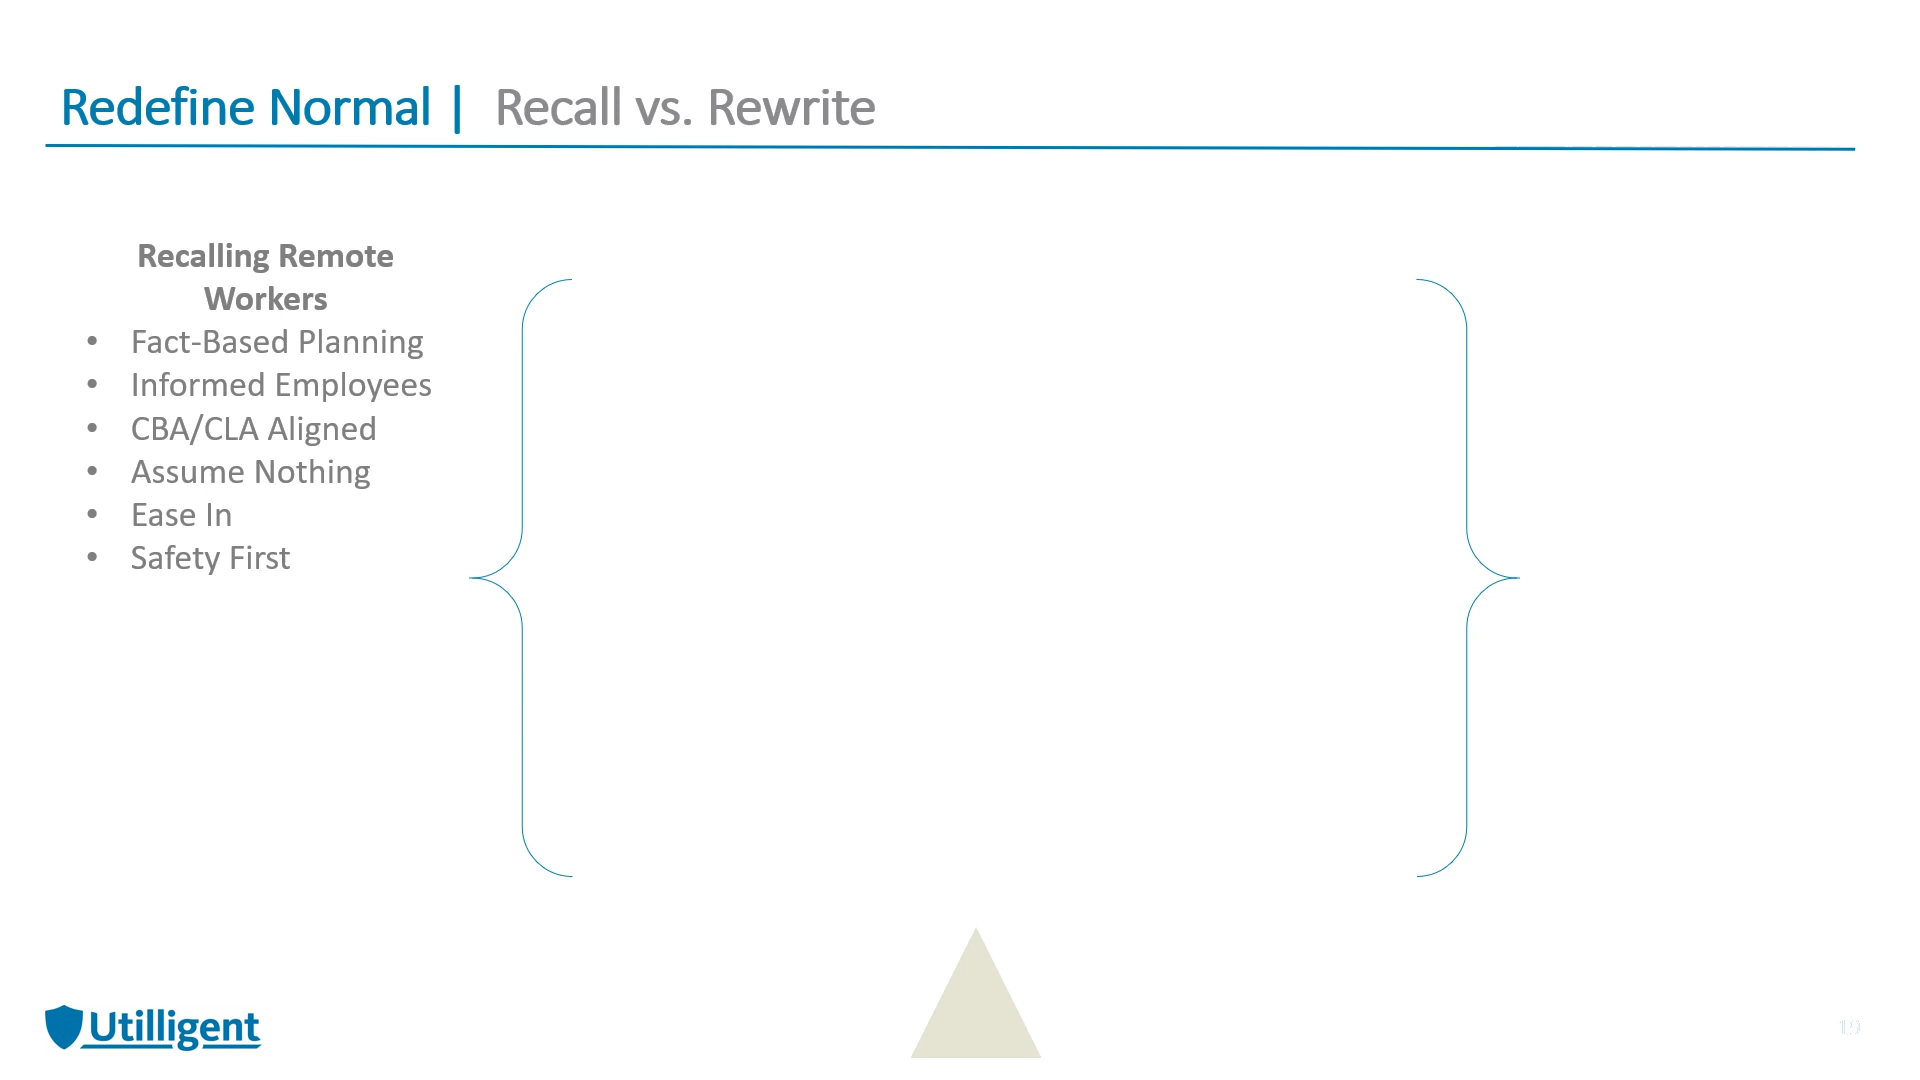 Redefine Normal | Recall vs. Rewrite
Recalling Remote
Workers
• Fact-Based Planning
• Informed Employees
• CBA/CLA Aligned
• Assume Nothing
• Ease In
• Safety First
Utilligent
19